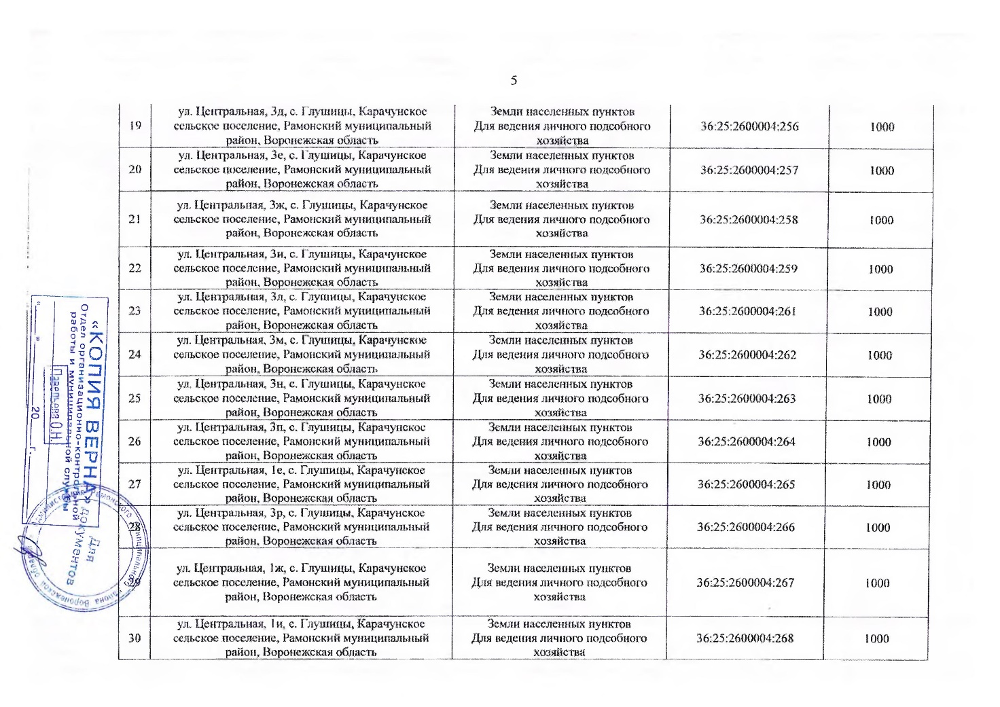 5
19
ул. Центральная, 3д, с. Глушицы, Карачунское
сельское поселение, Рамонский муниципальный
район, Воронежская область
Земли населенных пунктов
Для ведения личного подсобного
хозяйства
36:25:2600004:256
1000
20
ул. Центральная, 3е, с. Глушицы, Карачунское
сельское поселение, Рамонский муниципальный
район, Воронежская область
Земли населенных пунктов
Для ведения личного подсобного
хозяйства
36:25:2600004:257
1000
21
ул. Центральная, 3ж, с. Глушицы, Карачунское
сельское поселение, Рамонский муниципальный
район, Воронежская область
Земли населенных пунктов
Для ведения личного подсобного
хозяйства
36:25:2600004:258
1000
22
ул. Центральная, 3и, с. Глушицы, Карачунское
сельское поселение, Рамонский муниципальный
район, Воронежская область
Земли населенных пунктов
Для ведения личного подсобного
хозяйства
36:25:2600004:259
1000
23
ул. Центральная, 3л, с. Глушицы, Карачунское
сельское поселение, Рамонский муниципальный
район, Воронежская область
Земли населенных пунктов
Для ведения личного подсобного
хозяйства
36:25:2600004:261
1000
24
ул. Центральная, 3м, с. Глушицы, Карачунское
сельское поселение, Рамонский муниципальный
район, Воронежская область
Земли населенных пунктов
Для ведения личного подсобного
хозяйства
36:25:2600004:262
1000
25
ул. Центральная, 3н, с. Глушицы, Карачунское
сельское поселение, Рамонский муниципальный
район, Воронежская область
Земли населенных пунктов
Для ведения личного подсобного
хозяйства
36:25:2600004:263
1000
26
ул. Центральная, 3п, с. Глушицы, Карачунское
сельское поселение, Рамонский муниципальный
район, Воронежская область
Земли населенных пунктов
Для ведения личного подсобного
хозяйства
36:25:2600004:264
1000
27
ул. Центральная, 1е, с. Глушицы, Карачунское
сельское поселение, Рамонский муниципальный
район, Воронежская область
Земли населенных пунктов
Для ведения личного подсобного
хозяйства
36:25:2600004:265
1000
28
ул. Центральная, 3р, с. Глушицы, Карачунское
сельское поселение, Рамонский муниципальный
район, Воронежская область
Земли населенных пунктов
Для ведения личного подсобного
хозяйства
36:25:2600004:266
1000
29
ул. Центральная, 1ж, с. Глушицы, Карачунское
сельское поселение, Рамонский муниципальный
район, Воронежская область
Земли населенных пунктов
Для ведения личного подсобного
хозяйства
36:25:2600004:267
1000
30
ул. Центральная, 1и, с. Глушицы, Карачунское
сельское поселение, Рамонский муниципальный
район, Воронежская область
Земли населенных пунктов
Для ведения личного подсобного
хозяйства
36:25:2600004:268
1000
«КОПИЯ ВЕРНА»
Отдел организационно-контрольной
работы и муниципальной службы
О.Н.
"___" ______ 20___г.
Для
документов